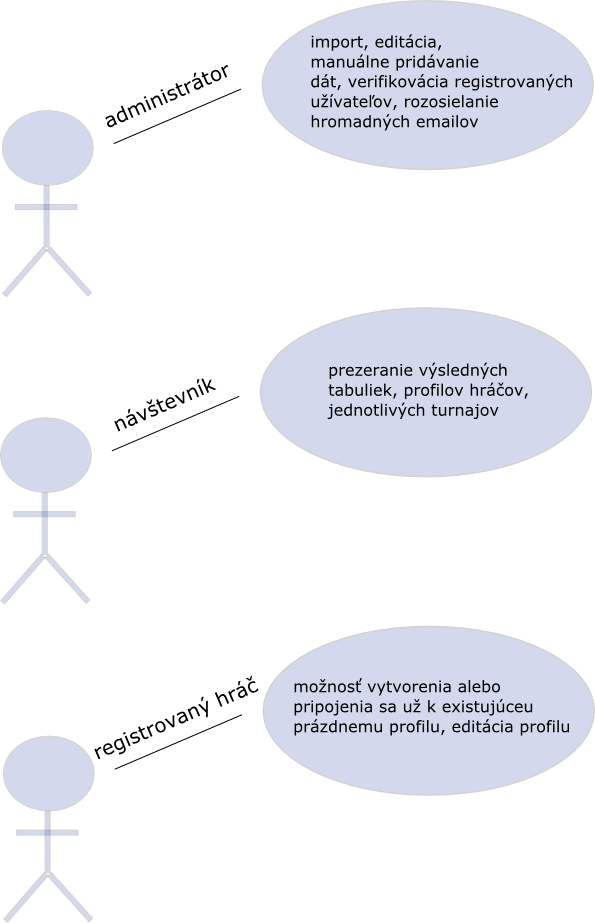 administrátor
import, editácia,
manuálne pridávanie
dát, verifikovácia registrovaných
užívateľov, rozosielanie
hromadných emailov
návštevník
prezeranie výsledných
tabuliek, profilov hráčov,
jednotlivých turnajov
registrovaný hráč
možnosť vytvorenia alebo
pripojenia sa už k existujúceu
prázdnemu profilu, editácia profilu